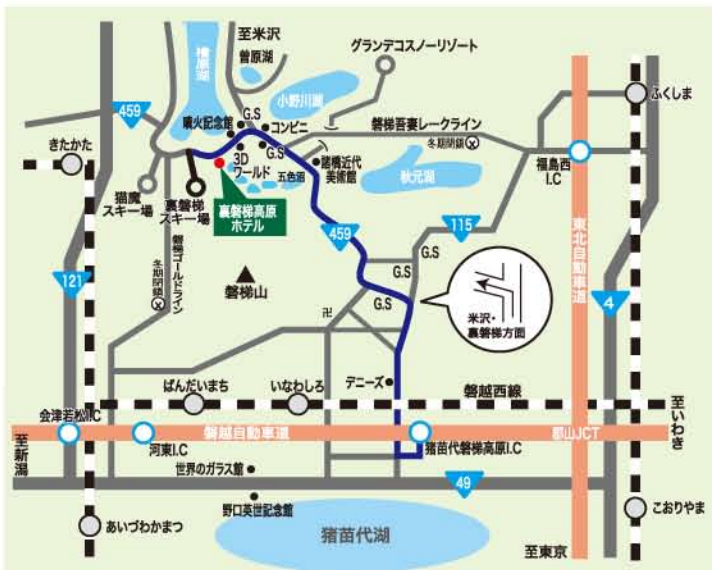 至米沢
曽原湖
グランデコスノーリゾート
桧原湖
小野川湖
ふくしま
459
G.S
コンビニ
噴火記念館
磐梯吾妻レークライン
冬期閉鎖
きたかた
3D
ワールド
G.S
諸橋近代
美術館
五色沼
秋元湖
福島西
I.C
猫魔
スキー場
裏磐梯
スキー場
裏磐梯高原
ホテル
459
115
東北自動車道
磐梯ゴールドライン
冬期閉鎖
121
磐梯山
G.S
G.S
G.S
4
米沢・
裏磐梯方面
卍
デニーズ
ばんだいまち
いなわしろ
磐越西線
至いわき
会津若松I.C
磐越自動車道
郡山JCT
至新潟
河東I.C
猪苗代磐梯高原I.C
世界のガラス館
49
野口英世記念館
こおりやま
あいづわかまつ
猪苗代湖
至東京